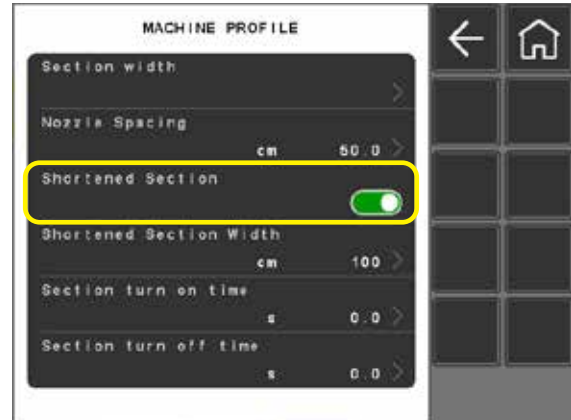 MACHINE PROFILE
Section width
Nozzle Spacing
cm 50.0
Shortened Section
Shortened Section Width
cm 100
Section turn on time
s 0.0
Section turn off time
s 0.0